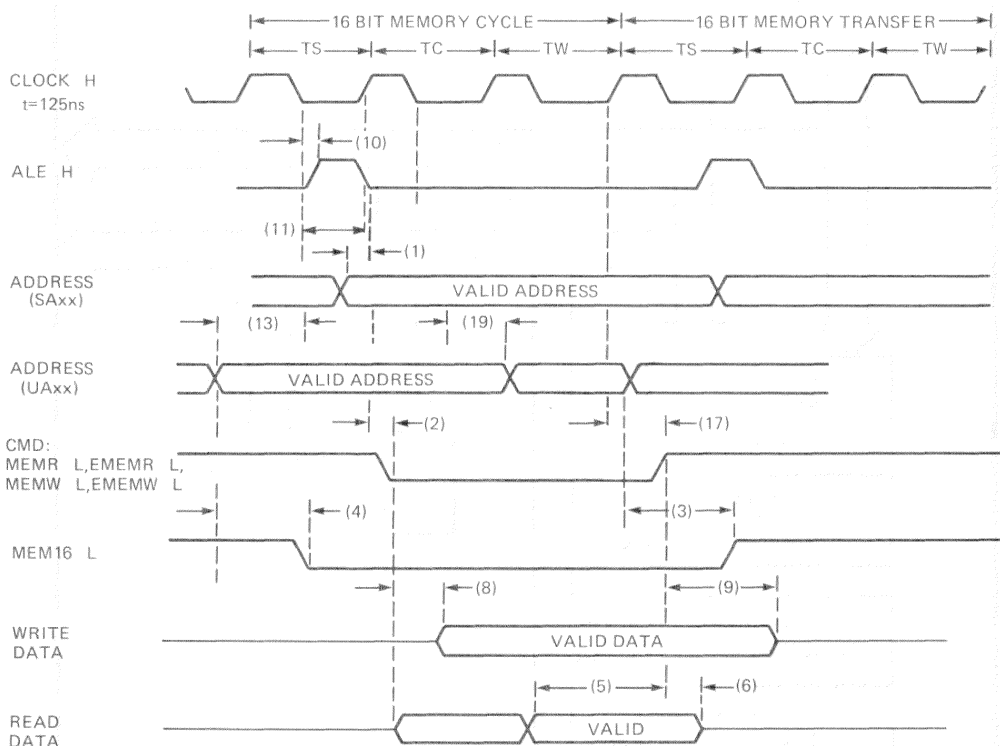 16 BIT MEMORY CYCLE 16 BIT MEMORY TRANSFER
TS TC TW TS TC TW
CLOCK H
t=125ns
(10)
ALE H
(11)
(1)
ADDRESS
(SAxx)
VALID ADDRESS
(13) (19)
ADDRESS
(UAxx)
VALID ADDRESS
(2) (17)
CMD:
MEMR L,EMEMR L,
MEMW L,EMEMW L
(4) (3)
MEM16 L
(8) (9)
WRITE
DATA
VALID DATA
(5) (6)
READ
DATA
VALID